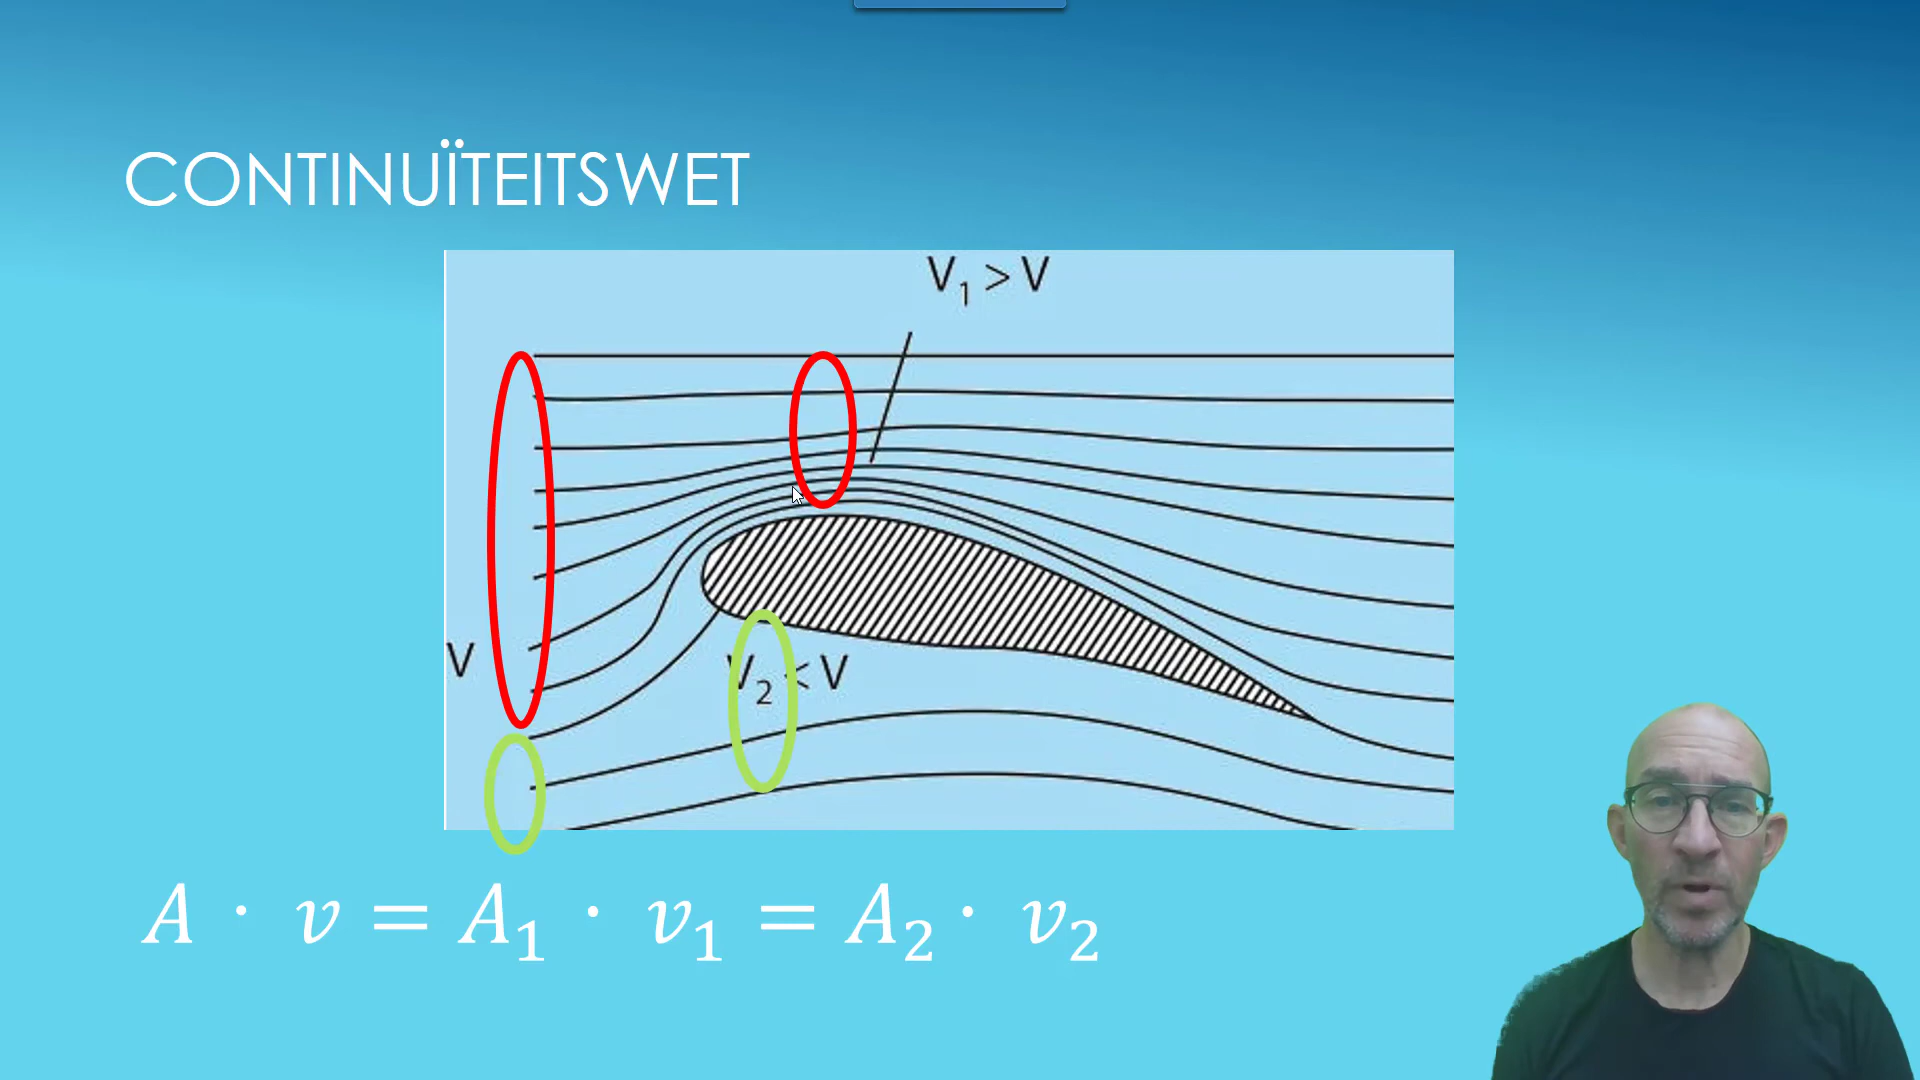 CONTINUÏTEITSWET
V₁ > V
V
V₂ < V
A · v = A₁ · v₁ = A₂ · v₂